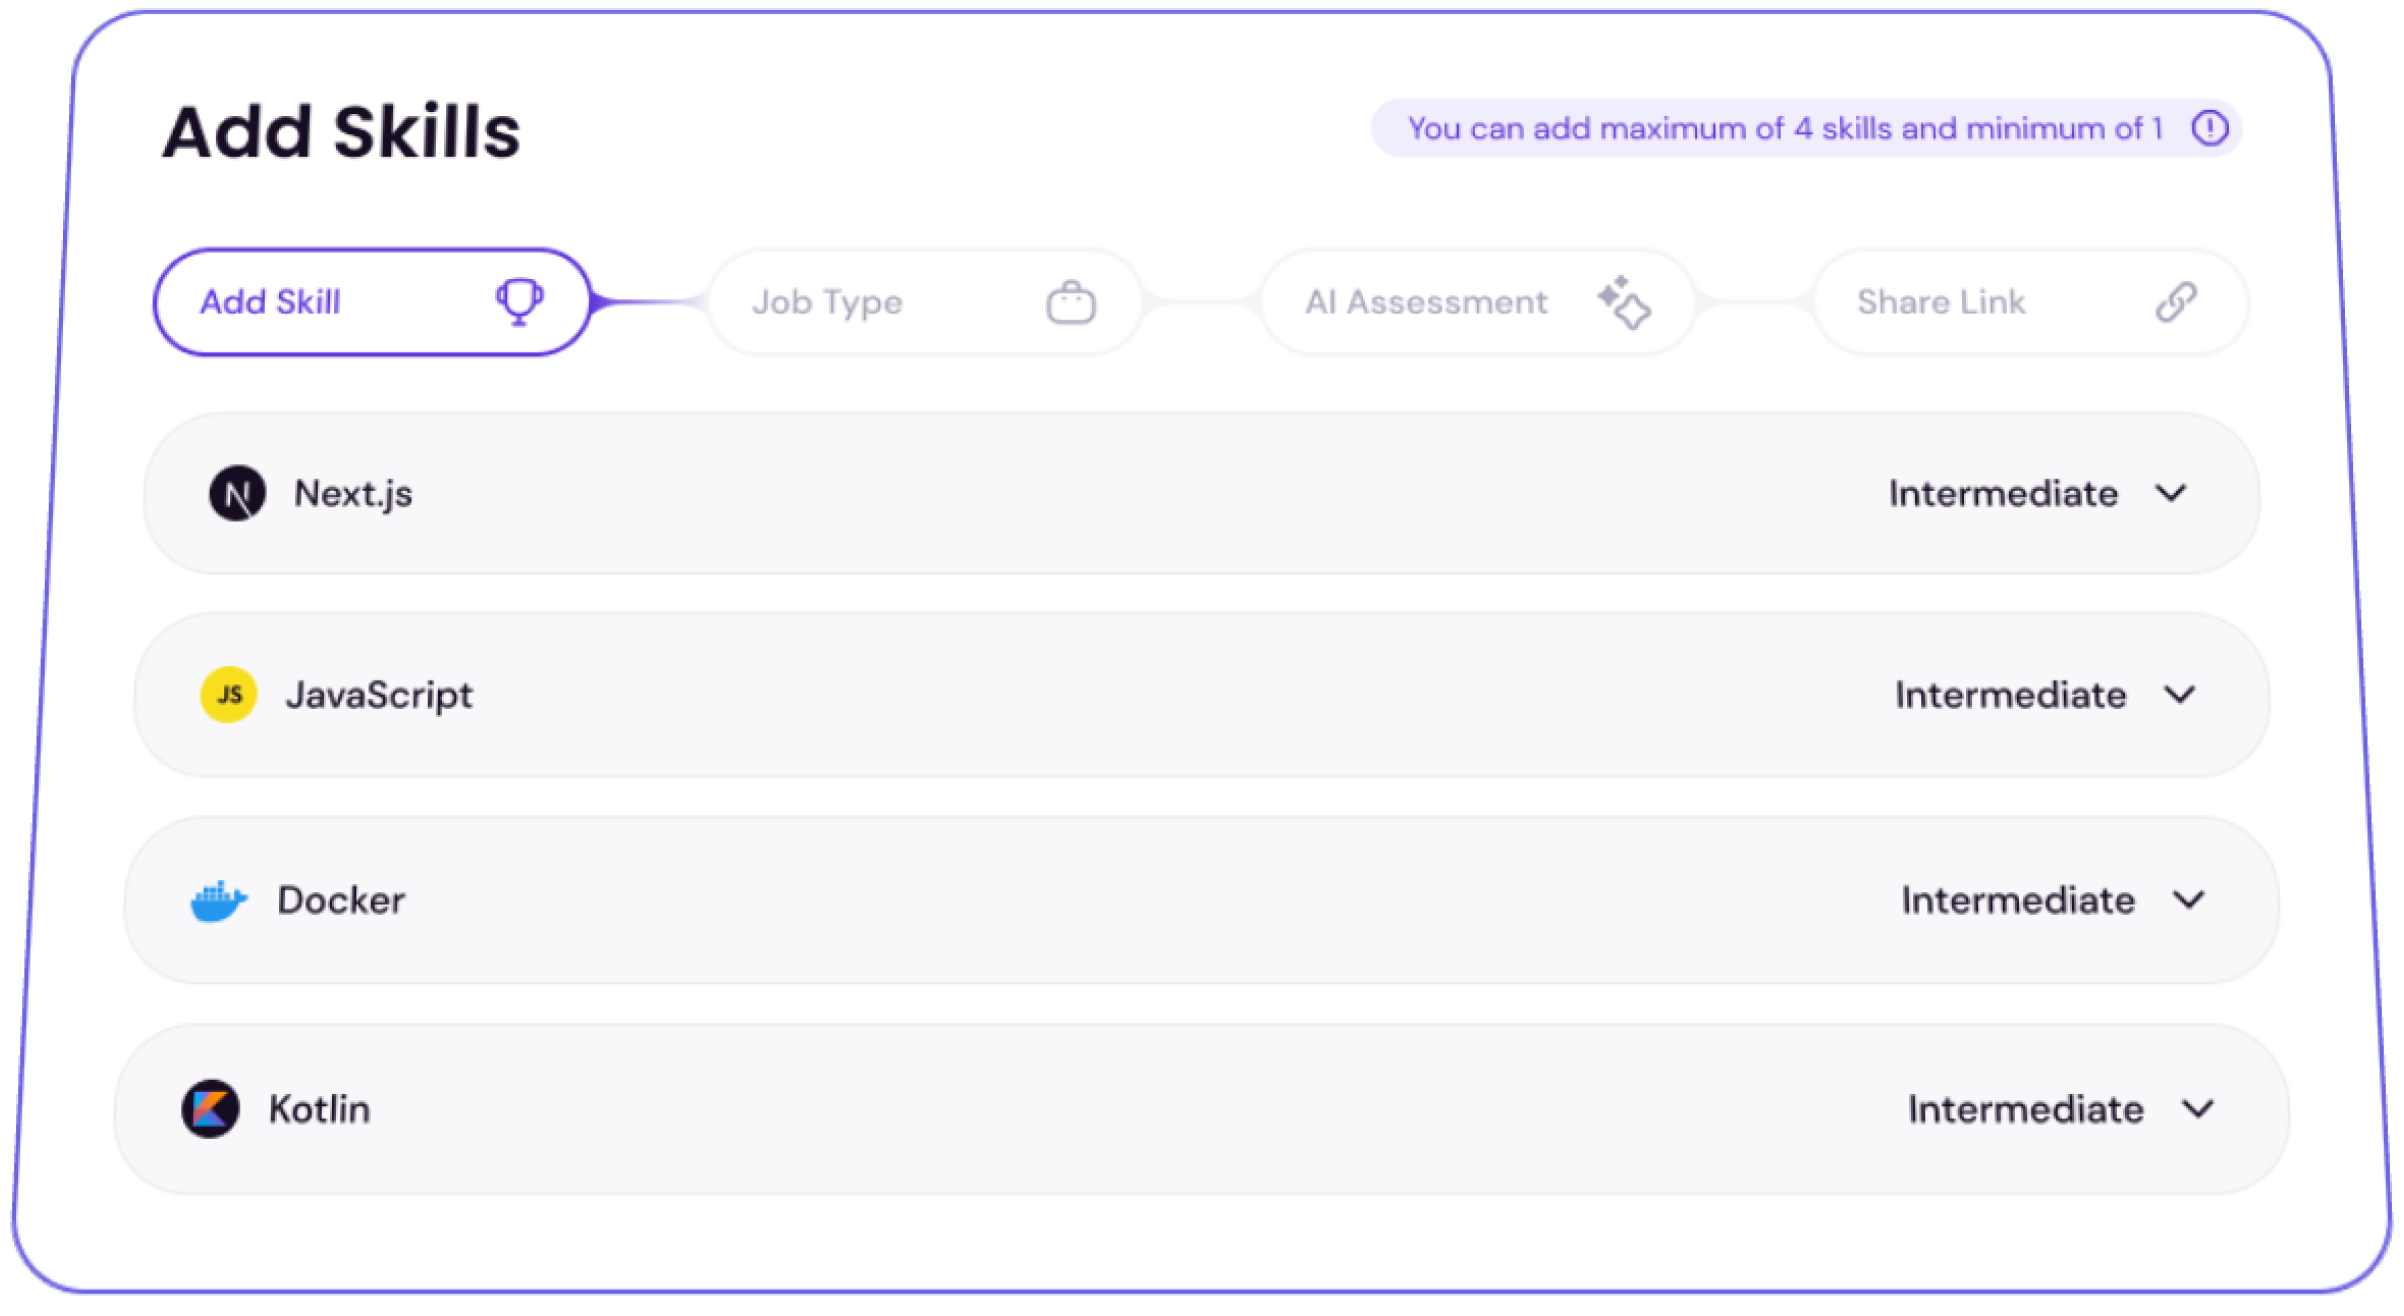 Add Skills
You can add maximum of 4 skills and minimum of 1
Add Skill
Job Type
AI Assessment
Share Link
N Next.js
Intermediate
JS JavaScript
Intermediate
Docker
Intermediate
Kotlin
Intermediate